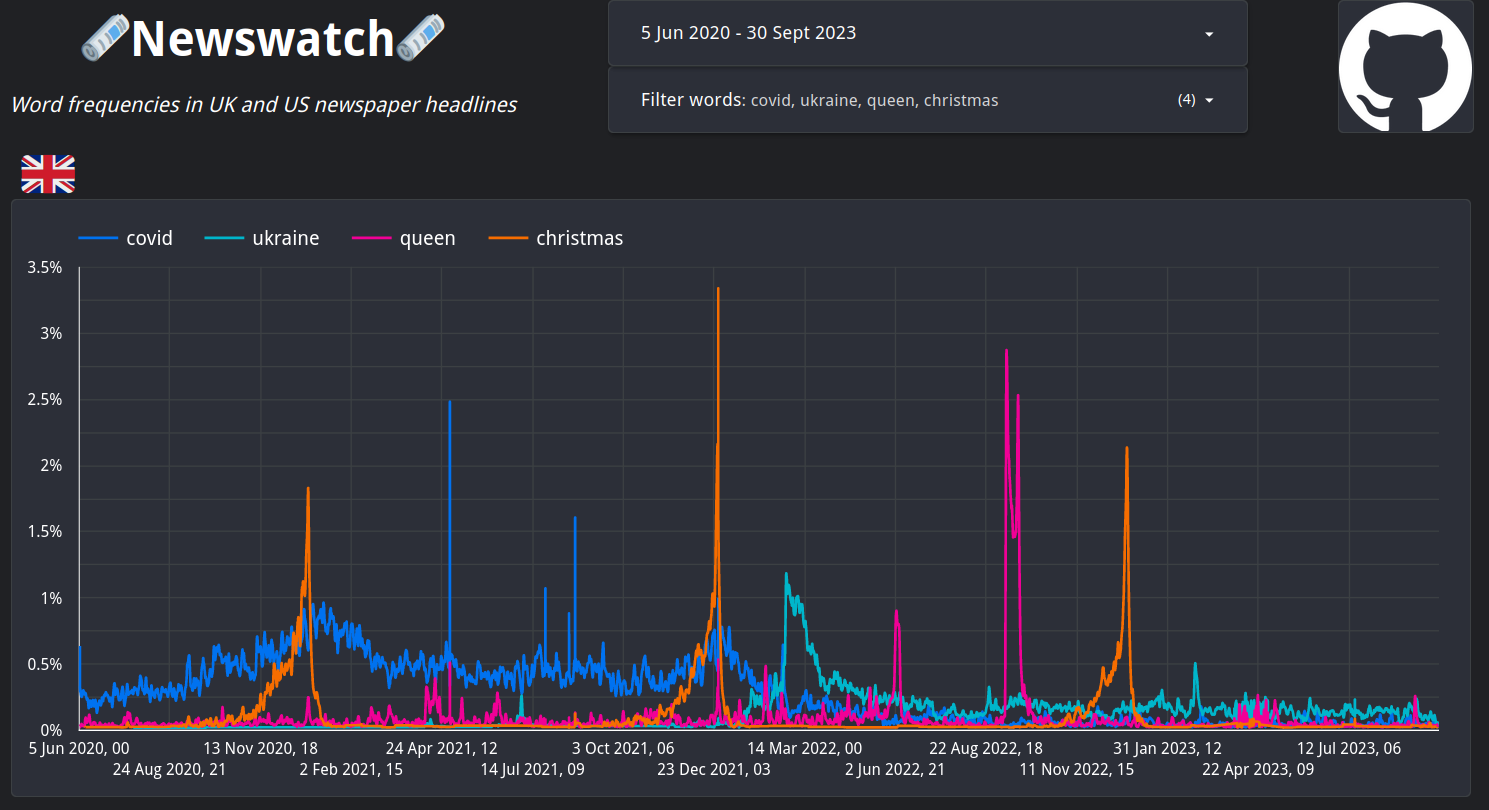 Newswatch
Word frequencies in UK and US newspaper headlines
5 Jun 2020 - 30 Sept 2023
Filter words: covid, ukraine, queen, christmas (4)
covid ukraine queen christmas
3.5%
3%
2.5%
2%
1.5%
1%
0.5%
0%
5 Jun 2020, 00 13 Nov 2020, 18 24 Apr 2021, 12 3 Oct 2021, 06 14 Mar 2022, 00 22 Aug 2022, 18 31 Jan 2023, 12 12 Jul 2023, 06
24 Aug 2020, 21 2 Feb 2021, 15 14 Jul 2021, 09 23 Dec 2021, 03 2 Jun 2022, 21 11 Nov 2022, 15 22 Apr 2023, 09